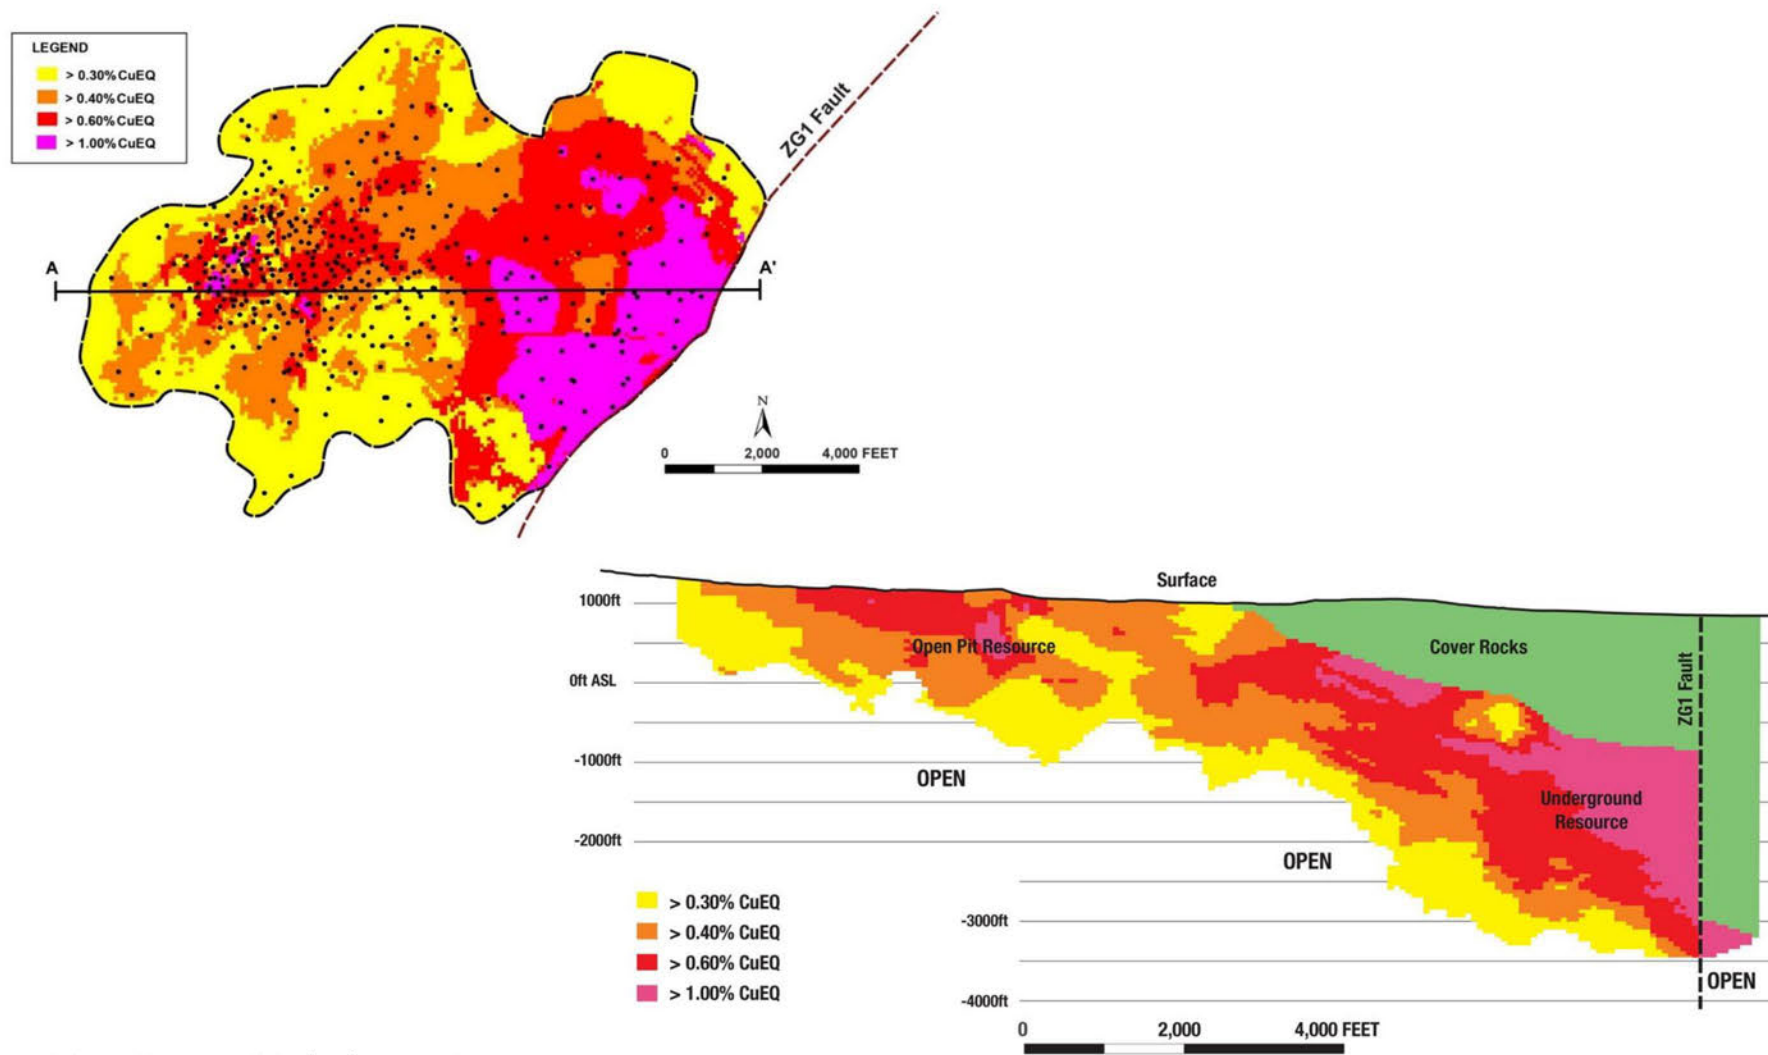 LEGEND
> 0.30% CuEQ
> 0.40% CuEQ
> 0.60% CuEQ
> 1.00% CuEQ
ZG1 Fault
A
A'
N
0 2,000 4,000 FEET
Surface
1000ft
Open Pit Resource
Cover Rocks
0ft ASL
ZG1 Fault
-1000ft
OPEN
Underground
Resource
-2000ft
OPEN
> 0.30% CuEQ
> 0.40% CuEQ
> 0.60% CuEQ
> 1.00% CuEQ
-3000ft
OPEN
-4000ft
0 2,000 4,000 FEET